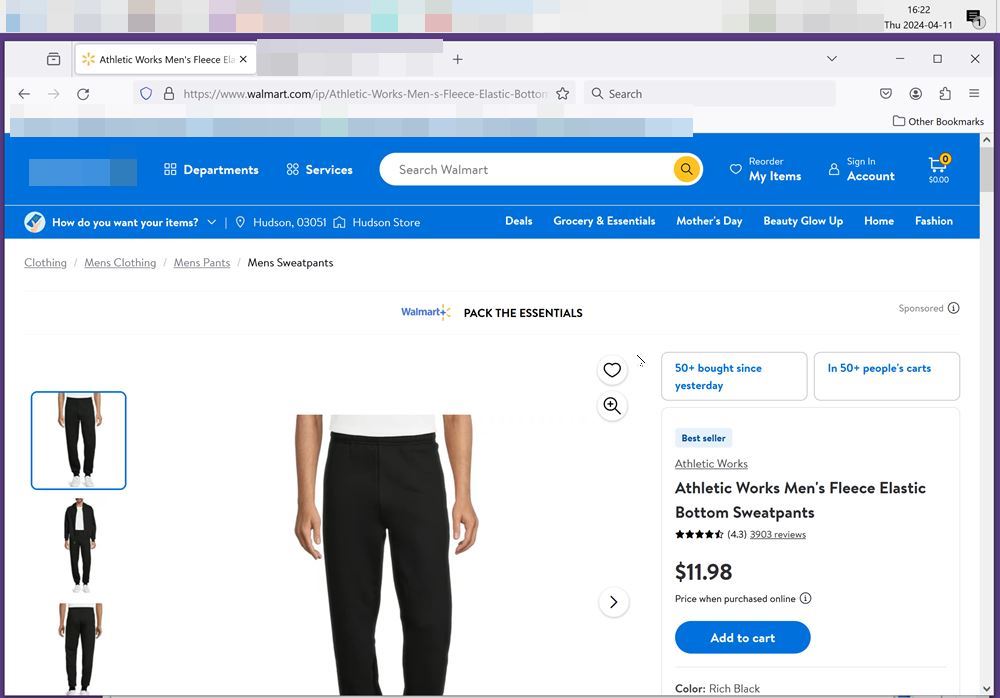 16:22
Thu 2024-04-11
1
Athletic Works Men's Fleece Ela
https://www.walmart.com/ip/Athletic-Works-Men-s-Fleece-Elastic-Bottom
Search
Other Bookmarks
Departments
Services
Search Walmart
Reorder
My Items
Sign In
Account
0
$0.00
How do you want your items? | Hudson, 03051 Hudson Store
Deals Grocery & Essentials Mother's Day Beauty Glow Up Home Fashion
Clothing / Mens Clothing / Mens Pants / Mens Sweatpants
Walmart+ PACK THE ESSENTIALS
Sponsored
50+ bought since
yesterday
In 50+ people's carts
Best seller
Athletic Works
Athletic Works Men's Fleece Elastic
Bottom Sweatpants
(4.3) 3903 reviews
$11.98
Price when purchased online
Add to cart
Color: Rich Black